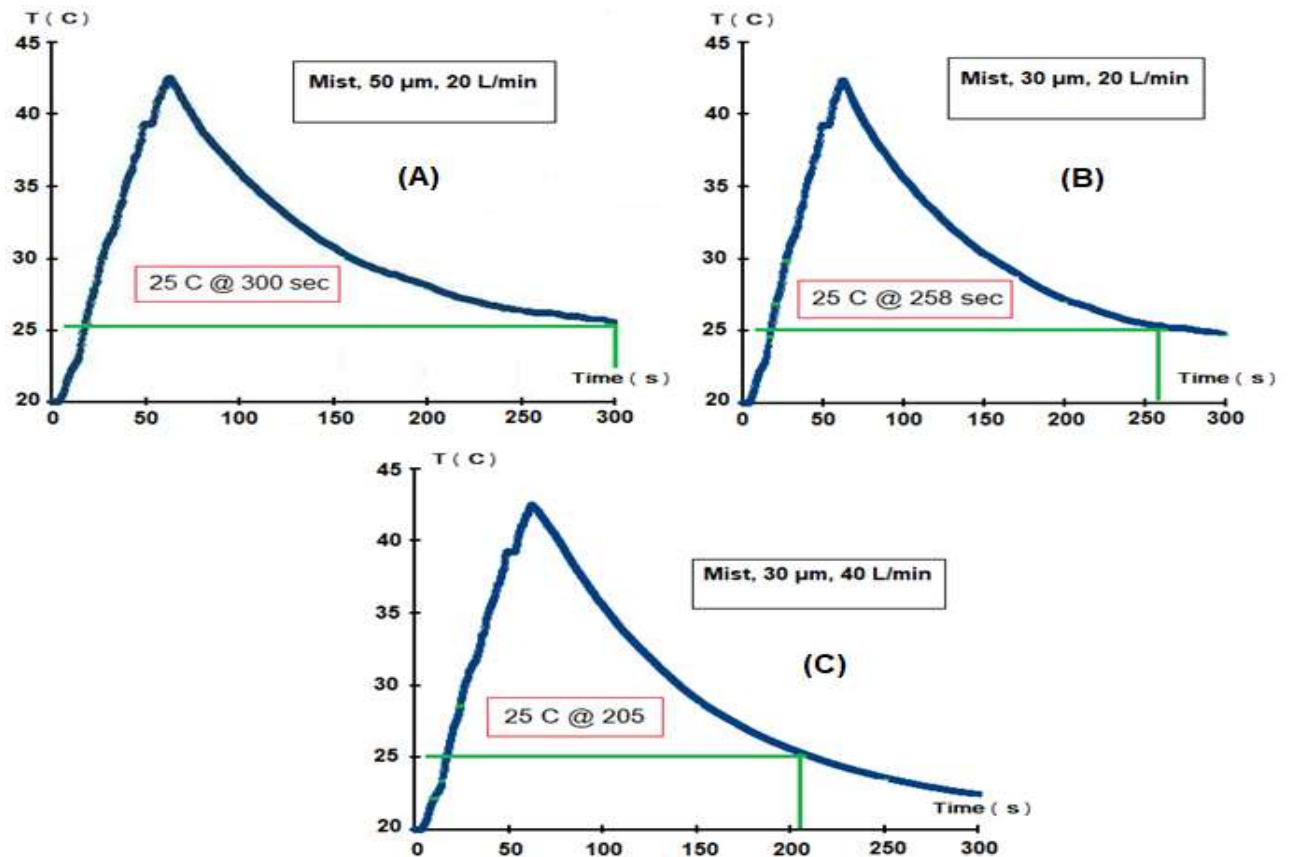 T ( C )
45
40
35
30
25
20
Mist, 50 µm, 20 L/min
(A)
25 C @ 300 sec
Time ( s )
0 50 100 150 200 250 300
T ( C )
45
40
35
30
25
20
Mist, 30 µm, 20 L/min
(B)
25 C @ 258 sec
Time ( s )
0 50 100 150 200 250 300
T ( C )
45
40
35
30
25
20
Mist, 30 µm, 40 L/min
(C)
25 C @ 205
Time ( s )
0 50 100 150 200 250 300